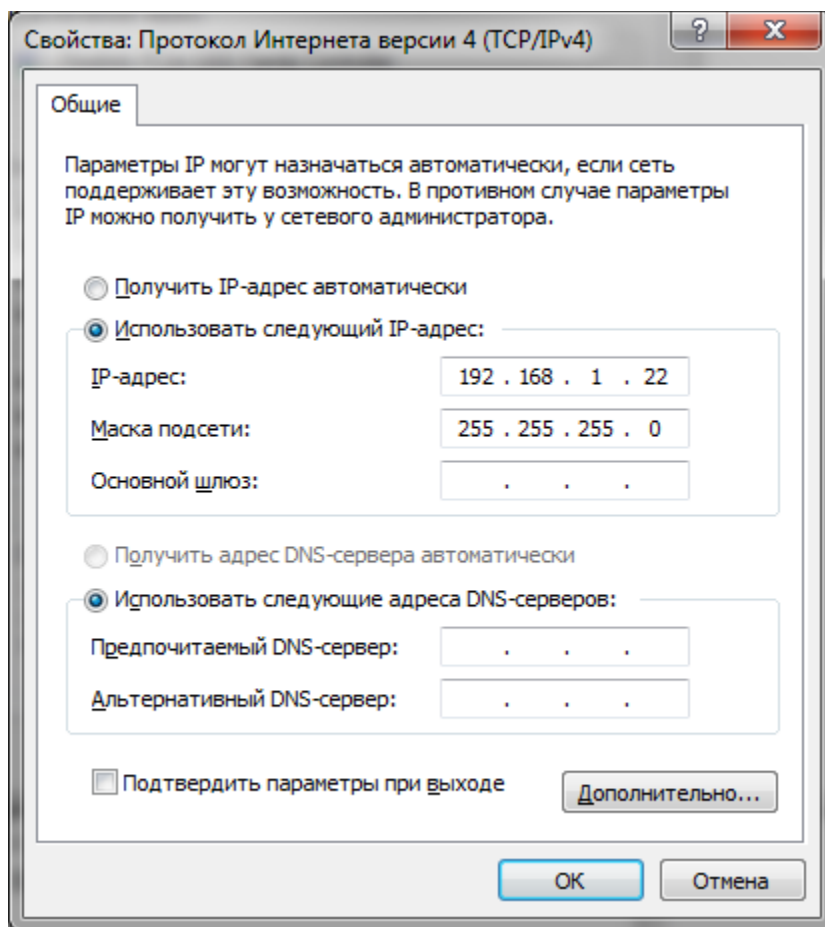 Свойства: Протокол Интернета версии 4 (TCP/IPv4)
Общие
Параметры IP могут назначаться автоматически, если сеть
поддерживает эту возможность. В противном случае параметры
IP можно получить у сетевого администратора.
Получить IP-адрес автоматически
Использовать следующий IP-адрес:
IP-адрес: 192 . 168 . 1 . 22
Маска подсети: 255 . 255 . 255 . 0
Основной шлюз: . . .
Получить адрес DNS-сервера автоматически
Использовать следующие адреса DNS-серверов:
Предпочитаемый DNS-сервер: . . .
Альтернативный DNS-сервер: . . .
Подтвердить параметры при выходе
Дополнительно...
ОК Отмена